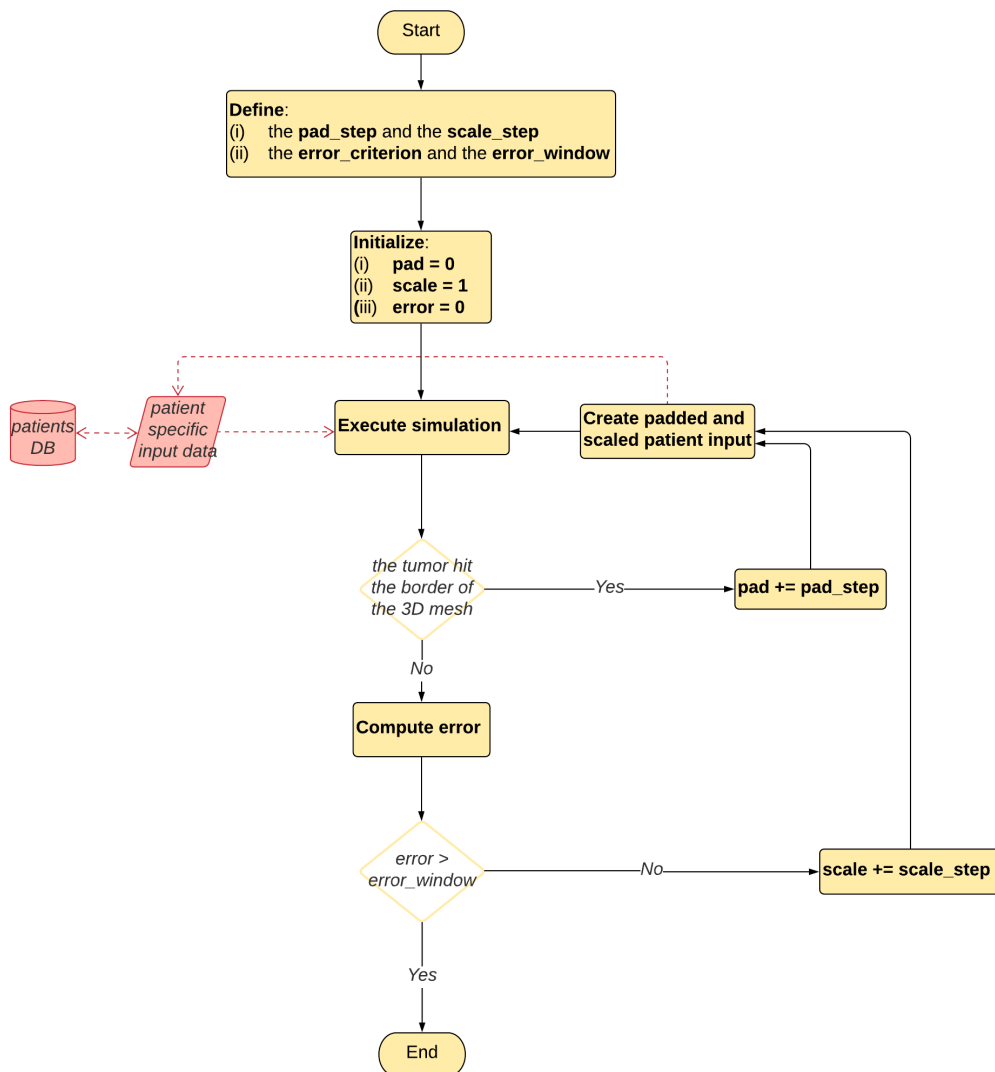 Start
Define:
(i) the pad_step and the scale_step
(ii) the error_criterion and the error_window
Initialize:
(i) pad = 0
(ii) scale = 1
(iii) error = 0
patients
DB
patient
specific
input data
Execute simulation
Create padded and
scaled patient input
the tumor hit
the border of
the 3D mesh
Yes
pad += pad_step
No
Compute error
error >
error_window
No
scale += scale_step
Yes
End